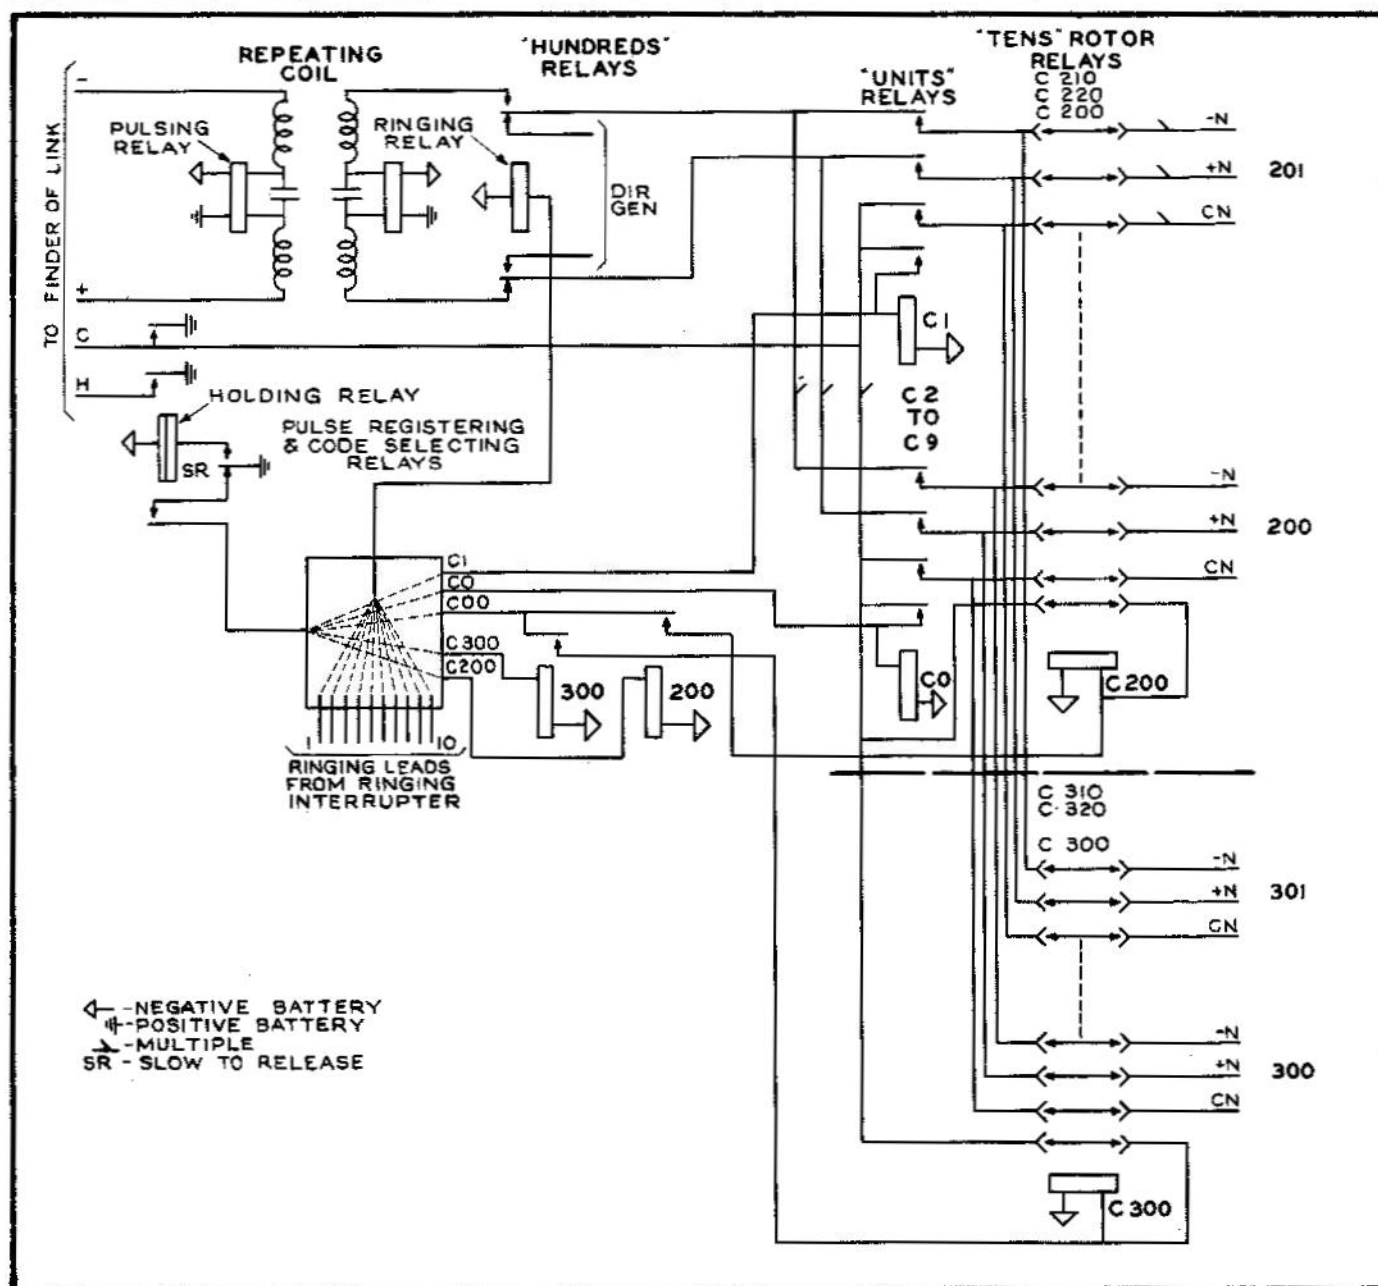 "HUNDREDS"
RELAYS
"TENS" ROTOR
RELAYS
REPEATING
COIL
"UNITS"
RELAYS
C 210
C 220
C 200
-
PULSING
RELAY
RINGING
RELAY
-N
+N
201
CN
DIR
GEN
TO FINDER OF LINK
+
C
H
C1
HOLDING RELAY
C2
TO
C9
PULSE REGISTERING
& CODE SELECTING
RELAYS
SR
-N
+N
200
CN
C1
C0
C00
C300
C200
300
200
C0
C200
1
10
RINGING LEADS
FROM RINGING
INTERRUPTER
C 310
C 320
C 300
-N
+N
301
CN
-N
+N
300
CN
C300
-NEGATIVE BATTERY
-POSITIVE BATTERY
-MULTIPLE
SR - SLOW TO RELEASE